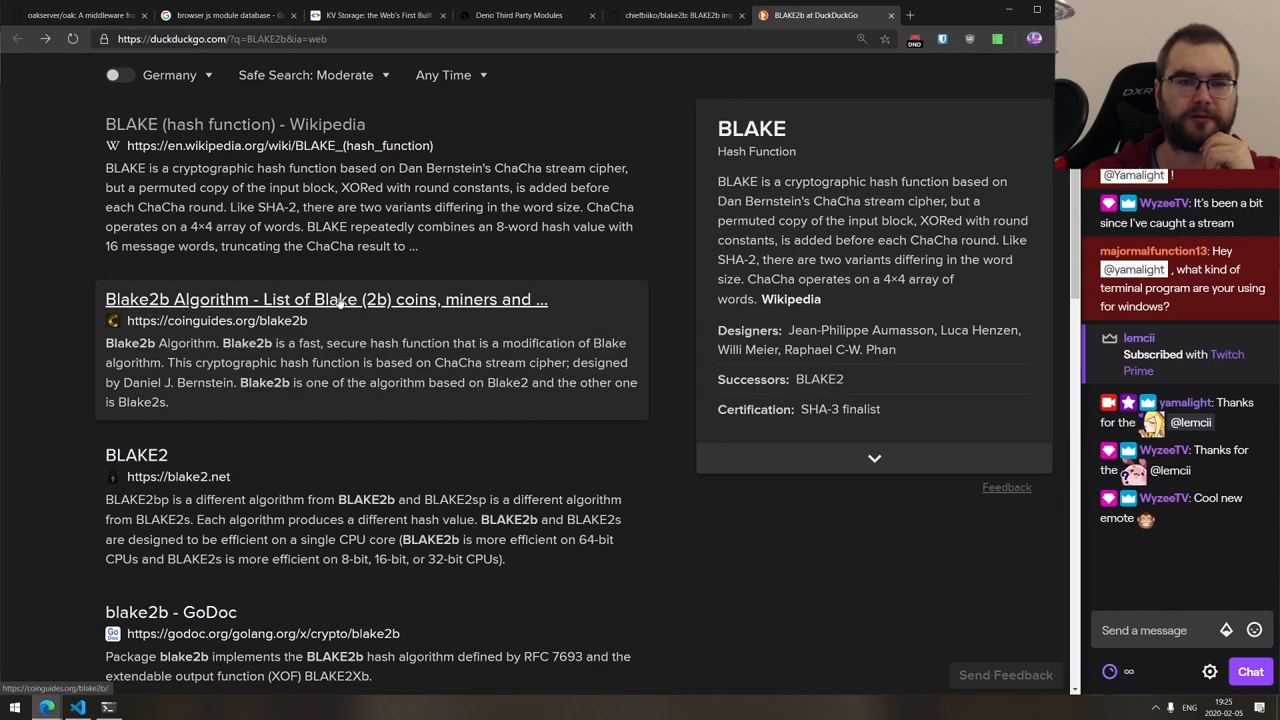 oakserver/oak: A middleware fram
browser js module database - G
KV Storage: the Web's First Built
Deno Third Party Modules
chiefbiiko/blake2b: BLAKE2b im
BLAKE2b at DuckDuckGo
https://duckduckgo.com/?q=BLAKE2b&ia=web
DND
Germany
Safe Search: Moderate
Any Time
BLAKE (hash function) - Wikipedia
W https://en.wikipedia.org/wiki/BLAKE_(hash_function)
BLAKE is a cryptographic hash function based on Dan Bernstein's ChaCha stream cipher,
but a permuted copy of the input block, XORed with round constants, is added before
each ChaCha round. Like SHA-2, there are two variants differing in the word size. ChaCha
operates on a 4×4 array of words. BLAKE repeatedly combines an 8-word hash value with
16 message words, truncating the ChaCha result to ...
Blake2b Algorithm - List of Blake (2b) coins, miners and ...
https://coinguides.org/blake2b
Blake2b Algorithm. Blake2b is a fast, secure hash function that is a modification of Blake
algorithm. This cryptographic hash function is based on ChaCha stream cipher; designed
by Daniel J. Bernstein. Blake2b is one of the algorithm based on Blake2 and the other one
is Blake2s.
BLAKE2
https://blake2.net
BLAKE2bp is a different algorithm from BLAKE2b and BLAKE2sp is a different algorithm
from BLAKE2s. Each algorithm produces a different hash value. BLAKE2b and BLAKE2s
are designed to be efficient on a single CPU core (BLAKE2b is more efficient on 64-bit
CPUs and BLAKE2s is more efficient on 8-bit, 16-bit, or 32-bit CPUs).
blake2b - GoDoc
Go Doc https://godoc.org/golang.org/x/crypto/blake2b
Package blake2b implements the BLAKE2b hash algorithm defined by RFC 7693 and the
extendable output function (XOF) BLAKE2Xb.
https://coinguides.org/blake2b/
BLAKE
Hash Function
BLAKE is a cryptographic hash function based on
Dan Bernstein's ChaCha stream cipher, but a
permuted copy of the input block, XORed with round
constants, is added before each ChaCha round. Like
SHA-2, there are two variants differing in the word
size. ChaCha operates on a 4×4 array of
words. Wikipedia
Designers: Jean-Philippe Aumasson, Luca Henzen,
Willi Meier, Raphael C-W. Phan
Successors: BLAKE2
Certification: SHA-3 finalist
Feedback
Send Feedback
DXR
@Yamalight !
WyzeeTV: It's been a bit
since I've caught a stream
majormalfunction13: Hey
@yamalight , what kind of
terminal program are your using
for windows?
lemcii
Subscribed with Twitch
Prime
yamalight: Thanks
for the @lemcii
WyzeeTV: Thanks for
the @lemcii
WyzeeTV: Cool new
emote
Send a message
∞
Chat
ENG
19:25
2020-02-05